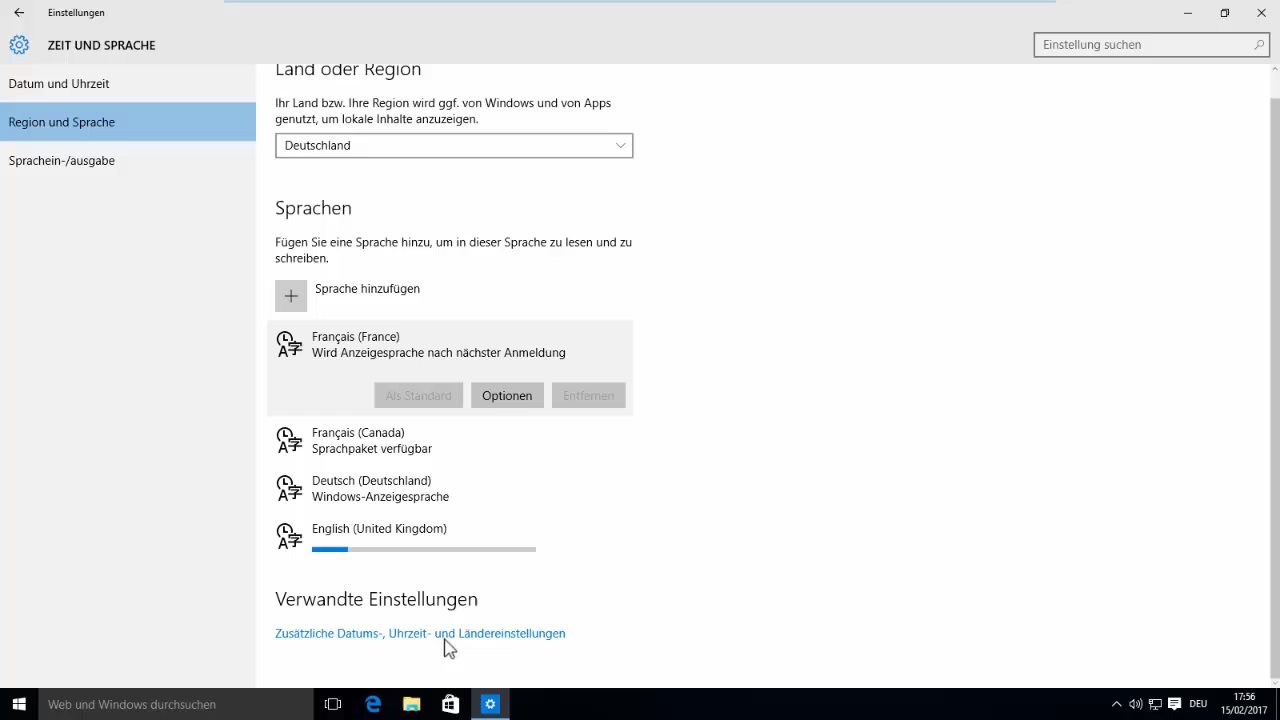 Einstellungen
ZEIT UND SPRACHE
Einstellung suchen
Datum und Uhrzeit
Region und Sprache
Sprachein-/ausgabe
Land oder Region
Ihr Land bzw. Ihre Region wird ggf. von Windows und von Apps
genutzt, um lokale Inhalte anzuzeigen.
Deutschland
Sprachen
Fügen Sie eine Sprache hinzu, um in dieser Sprache zu lesen und zu
schreiben.
Sprache hinzufügen
Français (France)
Wird Anzeigesprache nach nächster Anmeldung
Als Standard Optionen Entfernen
Français (Canada)
Sprachpaket verfügbar
Deutsch (Deutschland)
Windows-Anzeigesprache
English (United Kingdom)
Verwandte Einstellungen
Zusätzliche Datums-, Uhrzeit- und Ländereinstellungen
Web und Windows durchsuchen
DEU
17:56
15/02/2017